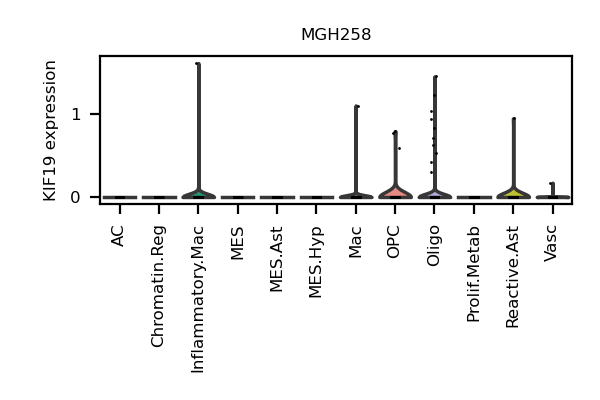 MGH258
KIF19 expression
1
0
AC
Chromatin.Reg
Inflammatory.Mac
MES
MES.Ast
MES.Hyp
Mac
OPC
Oligo
Prolif.Metab
Reactive.Ast
Vasc